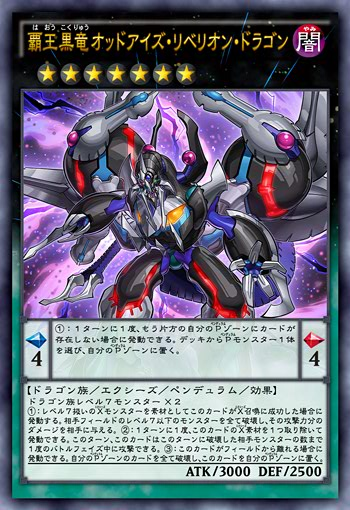 はおうこくりゅう
覇王黒竜オッドアイズ・リベリオン・ドラゴン
やみ
闇
①：1ターンに1度、もう片方の自分のPゾーンにカードが
存在しない場合に発動できる。デッキからPモンスター1体
を選び、自分のPゾーンに置く。
4
4
【ドラゴン族／エクシーズ／ペンデュラム／効果】
ドラゴン族レベル7モンスター×2
①：レベル7扱いのXモンスターを素材としてこのカードがX召喚に成功した場合に
発動する。相手フィールドのレベル7以下のモンスターを全て破壊し、その攻撃力分の
ダメージを相手に与える。②：1ターンに1度、このカードのX素材を1つ取り除いて
発動できる。このターン、このカードはこのターンに破壊した相手モンスターの数まで
1度のバトルフェイズ中に攻撃できる。③：このカードがフィールドから離れる場合に
発動できる。自分のPゾーンのカードを全て破壊し、このカードを自分のPゾーンに置く。
ATK/3000 DEF/2500